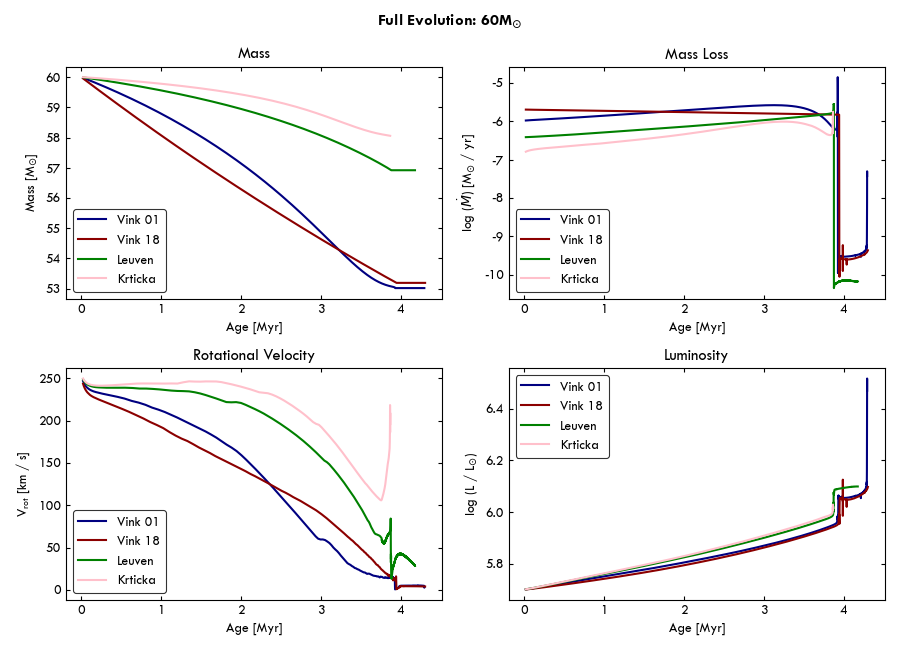 Full Evolution: 60M⊙
Mass
60
59
58
57
56
55
54
53
Mass [M⊙]
Vink 01
Vink 18
Leuven
Krticka
0 1 2 3 4
Age [Myr]
Mass Loss
-5
-6
-7
-8
-9
-10
log (Ṁ) [M⊙ / yr]
Vink 01
Vink 18
Leuven
Krticka
0 1 2 3 4
Age [Myr]
Rotational Velocity
250
200
150
100
50
0
Vrot [km / s]
Vink 01
Vink 18
Leuven
Krticka
0 1 2 3 4
Age [Myr]
Luminosity
6.4
6.2
6.0
5.8
log (L / L⊙)
Vink 01
Vink 18
Leuven
Krticka
0 1 2 3 4
Age [Myr]